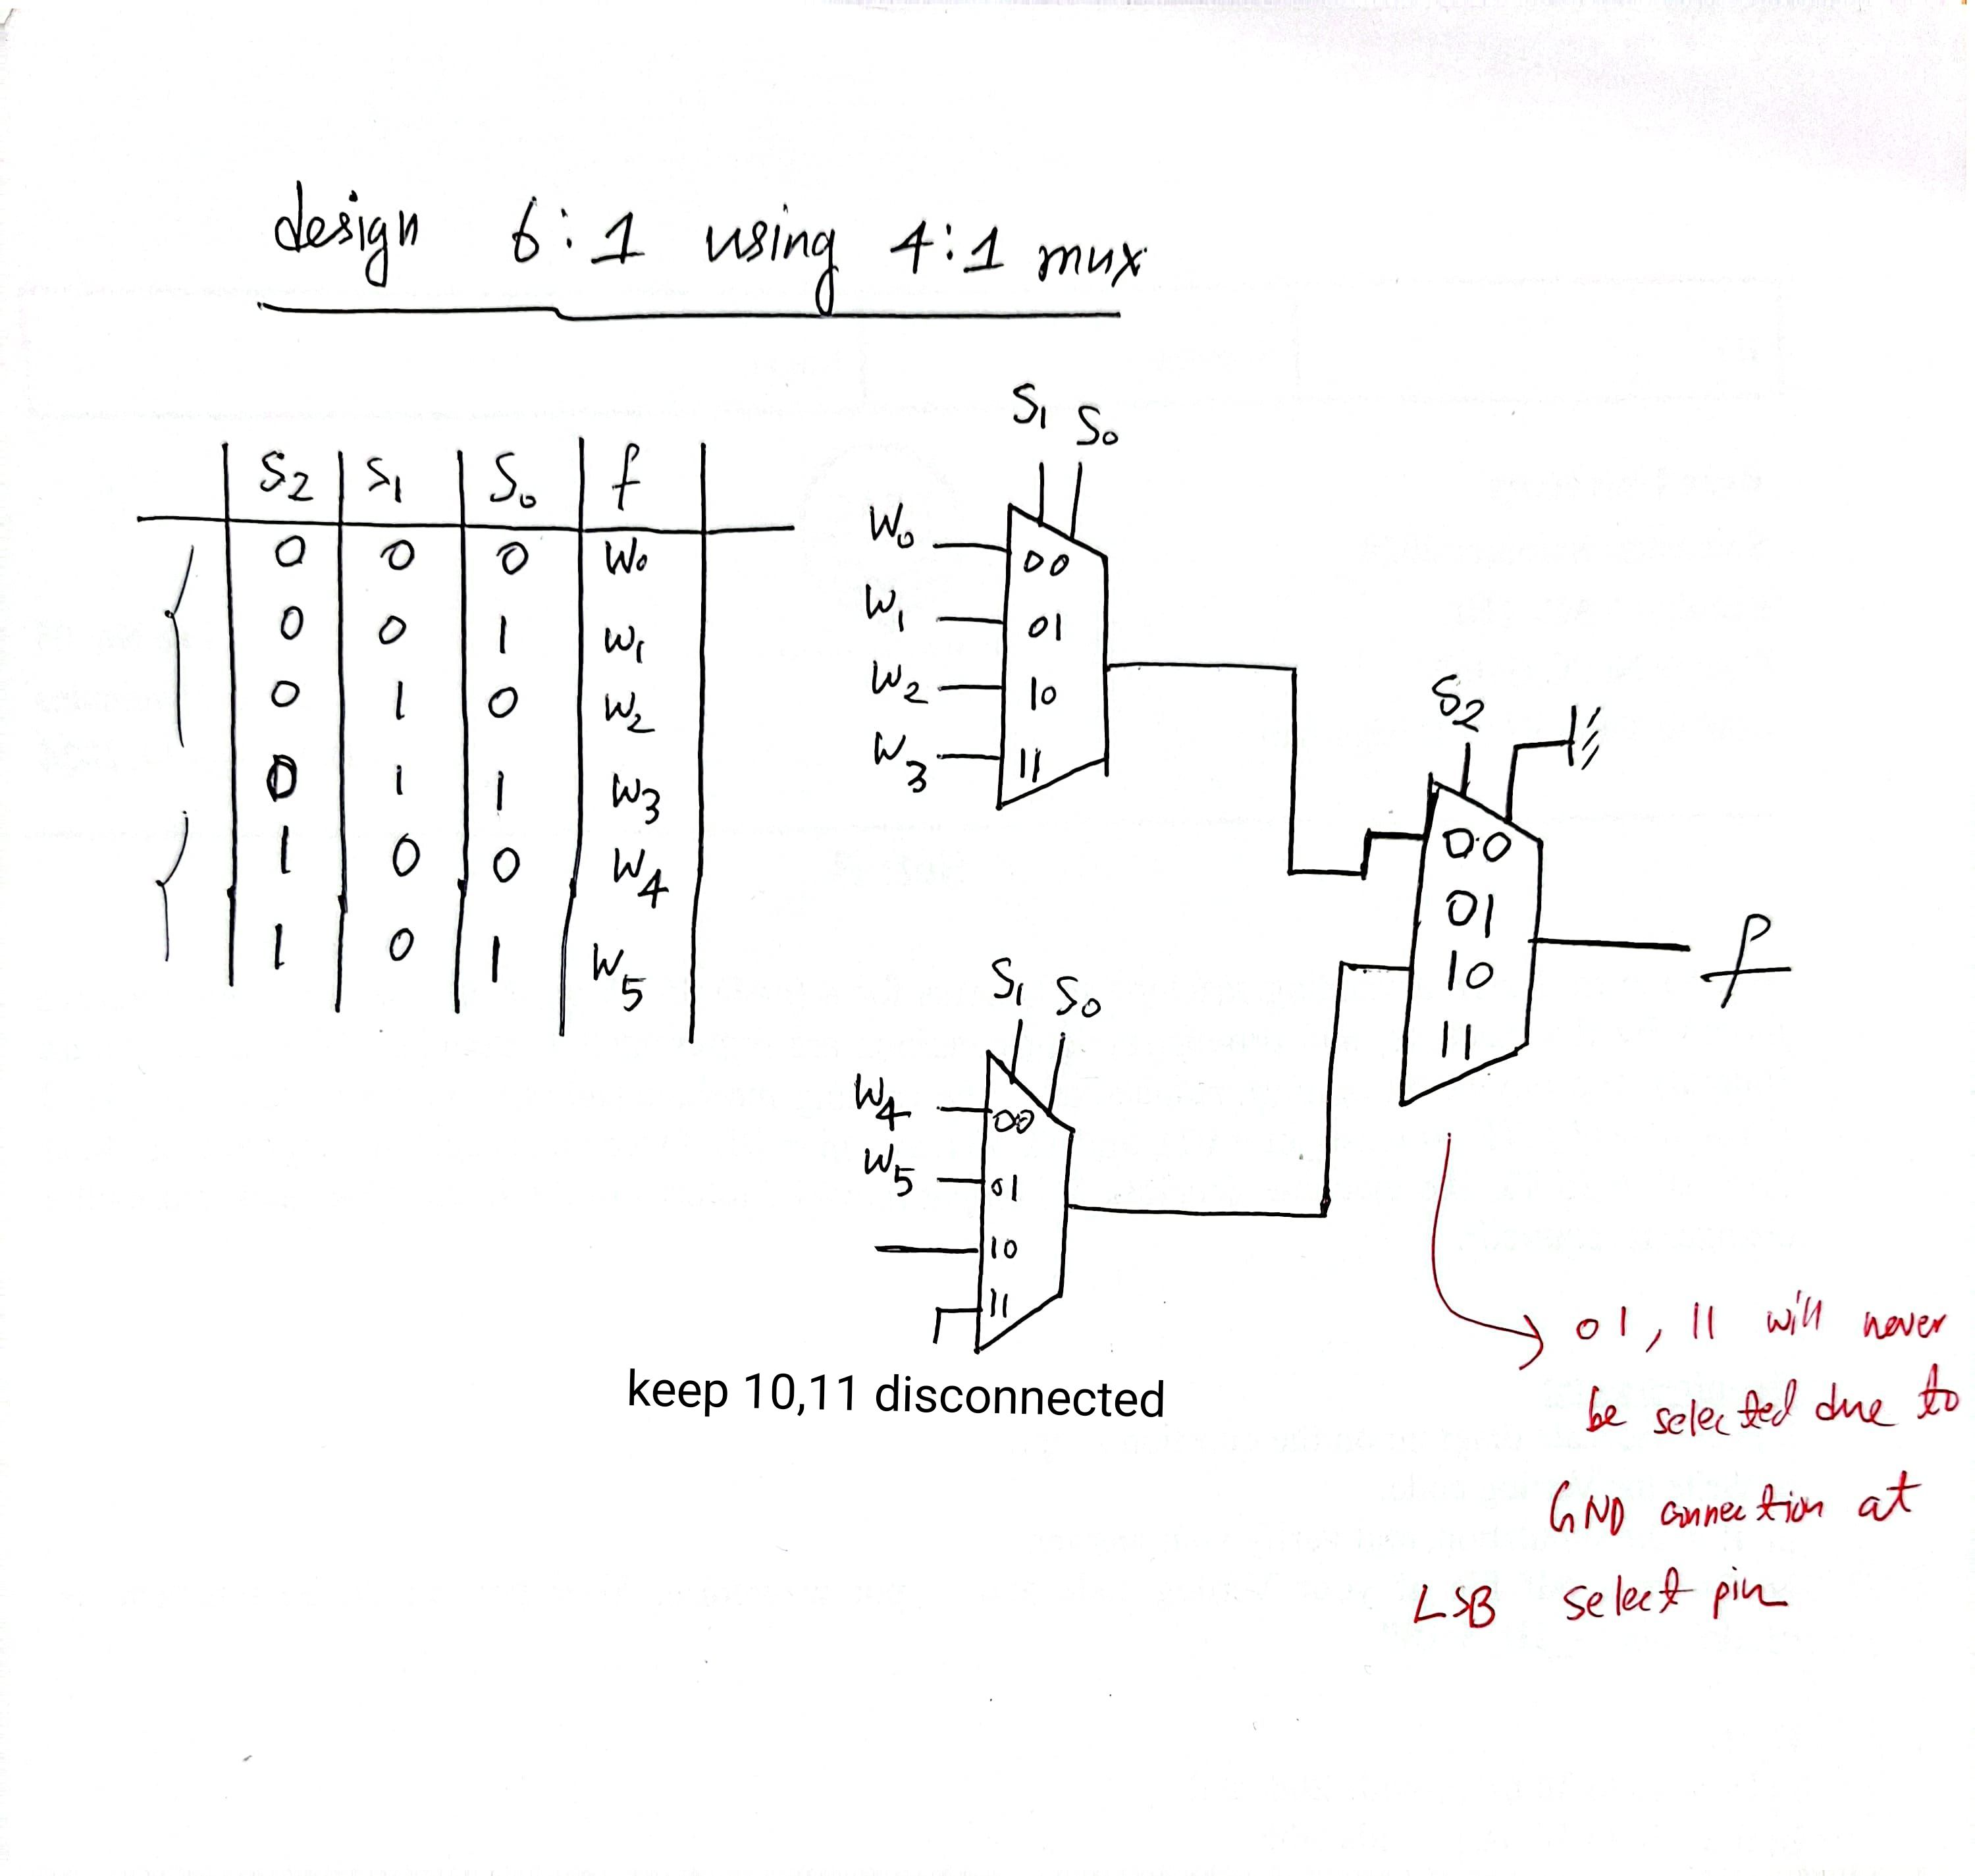 design 6:1 using 4:1 mux
S2 S1 S0 f
0 0 0 W0
0 0 1 W1
0 1 0 W2
0 1 1 W3
1 0 0 W4
1 0 1 W5
S1 S0
W0 00
W1 01
W2 10
W3 11
S2
00
01
10
11
f
S1 S0
W4 00
W5 01
10
11
keep 10,11 disconnected
01, 11 will never
be selected due to
GND connection at
LSB select pin